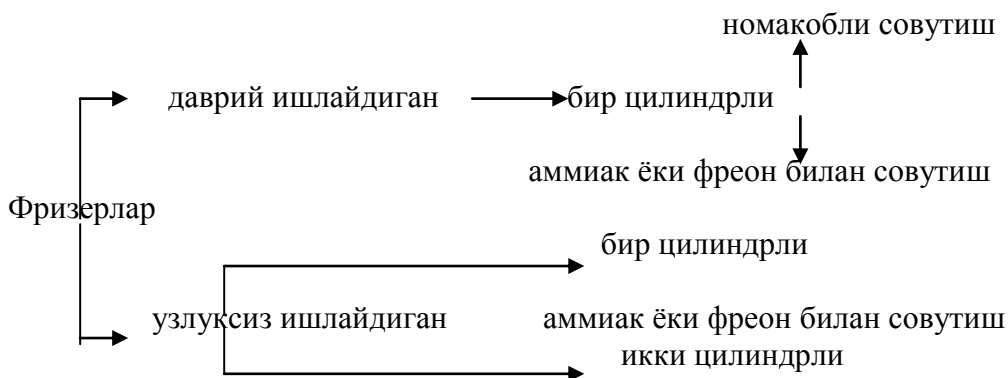 номакобли совутиш
даврий ишлайдиган
бир цилиндрли
аммиак ёки фреон билан совутиш
Фризерлар
бир цилиндрли
узлуксиз ишлайдиган
аммиак ёки фреон билан совутиш
икки цилиндрли